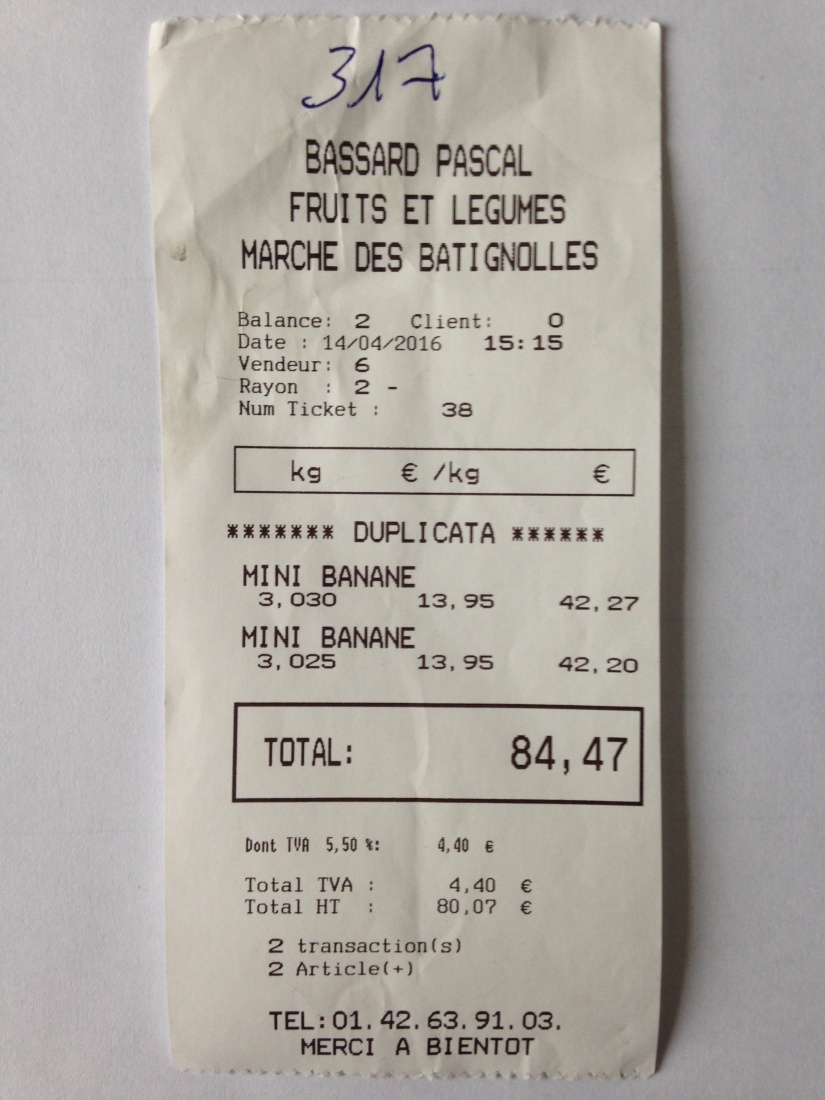 317
BASSARD PASCAL
FRUITS ET LEGUMES
MARCHE DES BATIGNOLLES
Balance: 2 Client: 0
Date : 14/04/2016 15:15
Vendeur: 6
Rayon : 2 -
Num Ticket : 38
kg € /kg €
******* DUPLICATA ******
MINI BANANE
3,030 13,95 42,27
MINI BANANE
3,025 13,95 42,20
TOTAL: 84,47
Dont TVA 5,50 %: 4,40 €
Total TVA : 4,40 €
Total HT : 80,07 €
2 transaction(s)
2 Article(+)
TEL:01.42.63.91.03.
MERCI A BIENTOT